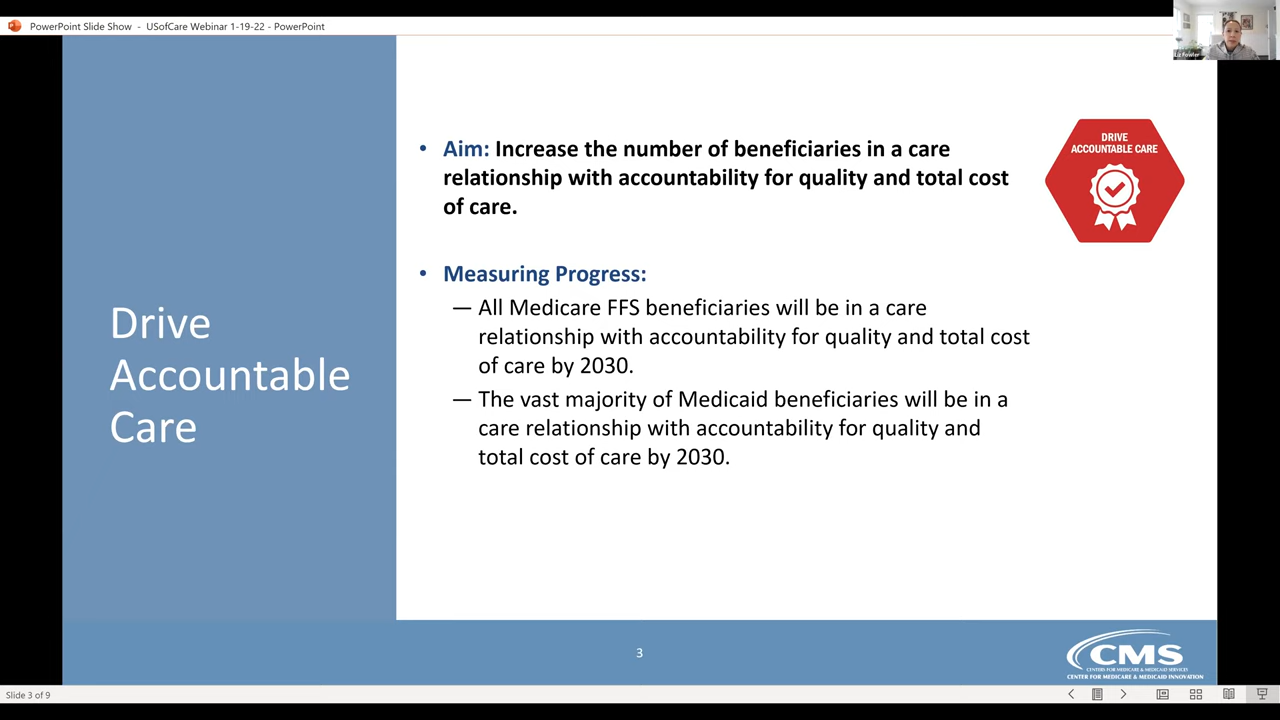 PowerPoint Slide Show - USofCare Webinar 1-19-22 - PowerPoint
Liz Fowler
Drive
Accountable
Care
• Aim: Increase the number of beneficiaries in a care
relationship with accountability for quality and total cost
of care.
DRIVE
ACCOUNTABLE CARE
• Measuring Progress:
— All Medicare FFS beneficiaries will be in a care
relationship with accountability for quality and total cost
of care by 2030.
— The vast majority of Medicaid beneficiaries will be in a
care relationship with accountability for quality and
total cost of care by 2030.
3
CMS
CENTERS FOR MEDICARE & MEDICAID SERVICES
CENTER FOR MEDICARE & MEDICAID INNOVATION
Slide 3 of 9